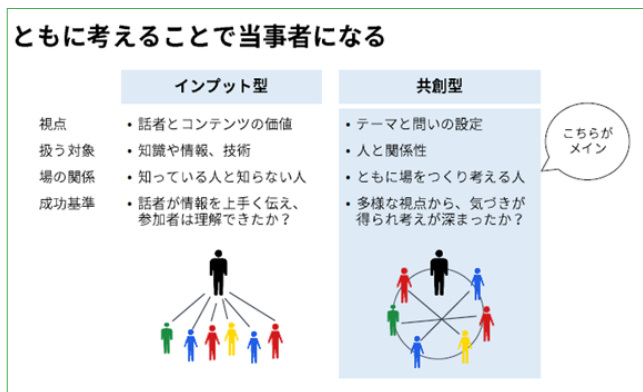 ともに考えることで当事者になる
インプット型
共創型
視点
・話者とコンテンツの価値
・テーマと問いの設定
扱う対象
・知識や情報、技術
・人と関係性
場の関係
・知っている人と知らない人
・ともに場をつくり考える人
成功基準
・話者が情報を上手く伝え、
参加者は理解できたか？
・多様な視点から、気づきが
得られ考えが深まったか？
こちらが
メイン